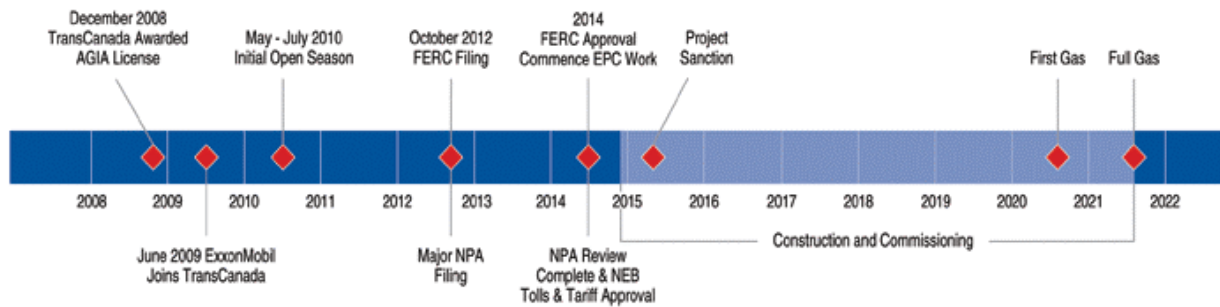 December 2008
TransCanada Awarded
AGIA License
May - July 2010
Initial Open Season
October 2012
FERC Filing
2014
FERC Approval
Commence EPC Work
Project
Sanction
First Gas
Full Gas
2008 2009 2010 2011 2012 2013 2014 2015 2016 2017 2018 2019 2020 2021 2022
June 2009 ExxonMobil
Joins TransCanada
Major NPA
Filing
NPA Review
Complete & NEB
Tolls & Tariff Approval
Construction and Commissioning